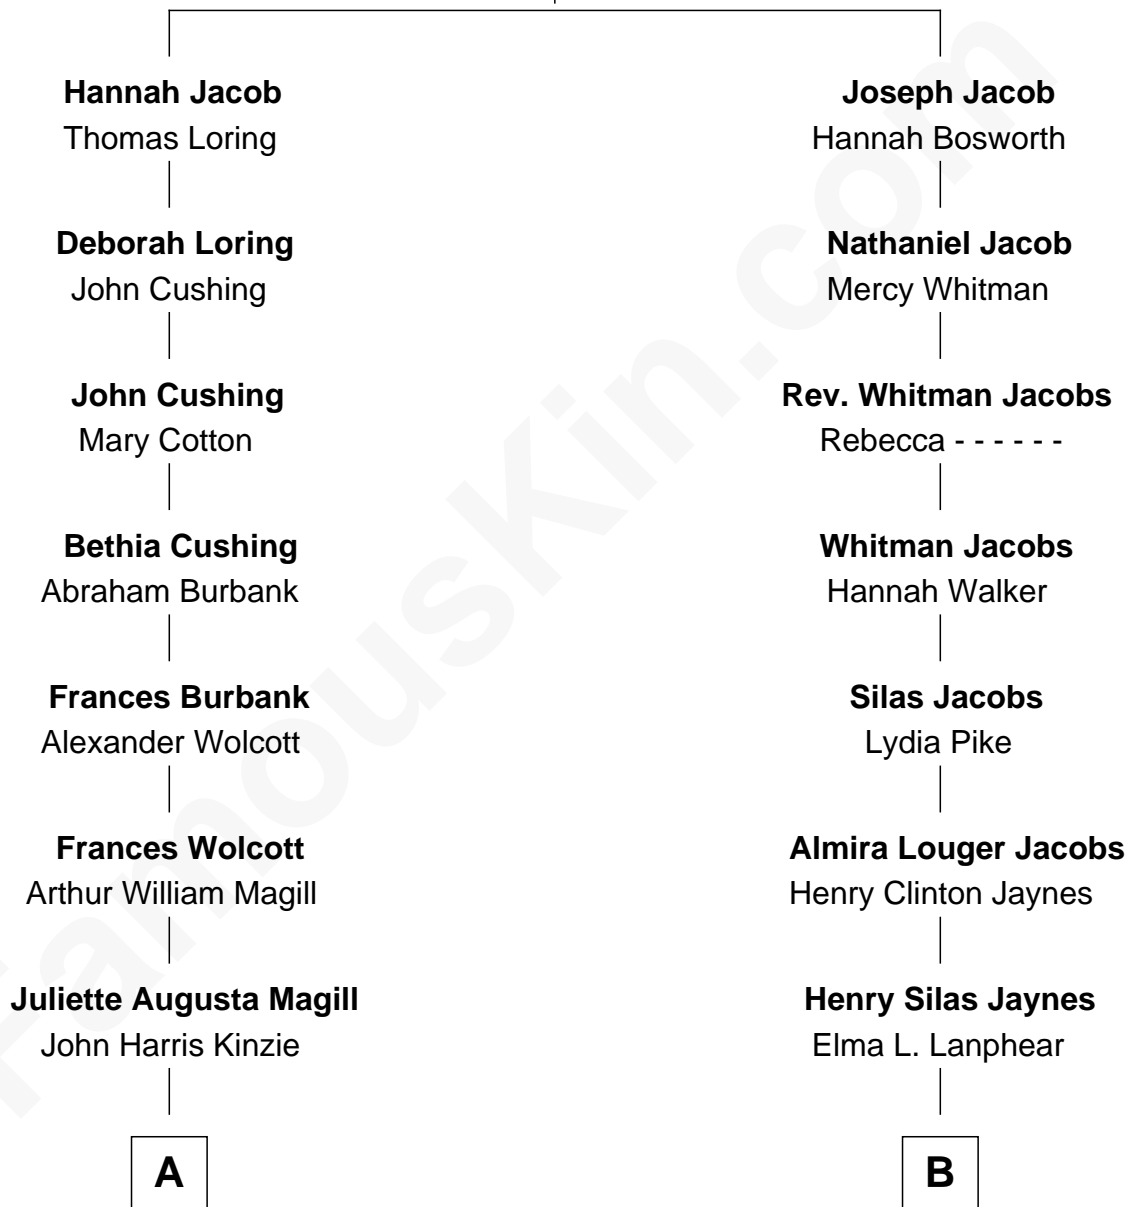 Hannah Jacob
Thomas Loring
Deborah Loring
John Cushing
John Cushing
Mary Cotton
Bethia Cushing
Abraham Burbank
Frances Burbank
Alexander Wolcott
Frances Wolcott
Arthur William Magill
Juliette Augusta Magill
John Harris Kinzie
A
Joseph Jacob
Hannah Bosworth
Nathaniel Jacob
Mercy Whitman
Rev. Whitman Jacobs
Rebecca - - - - - -
Whitman Jacobs
Hannah Walker
Silas Jacobs
Lydia Pike
Almira Louger Jacobs
Henry Clinton Jaynes
Henry Silas Jaynes
Elma L. Lanphear
B
FamousKin.com